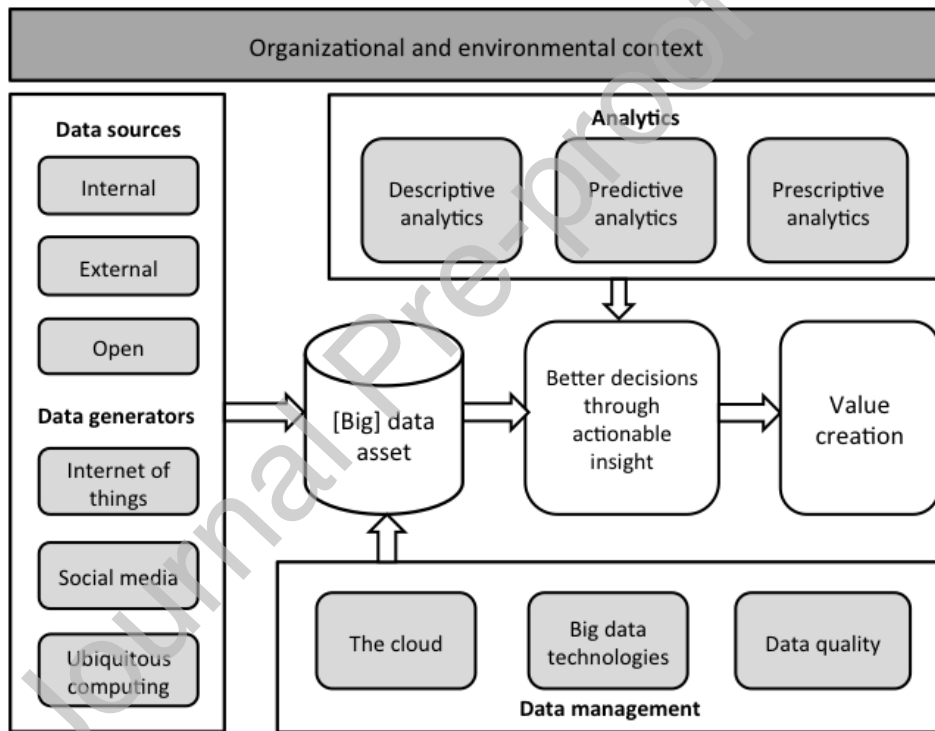 Organizational and environmental context
Data sources
Internal
External
Open
Data generators
Internet of
things
Social media
Ubiquitous
computing
Analytics
Descriptive
analytics
Predictive
analytics
Prescriptive
analytics
[Big] data
asset
Better decisions
through
actionable
insight
Value
creation
The cloud
Big data
technologies
Data quality
Data management
Journal Pre-proof